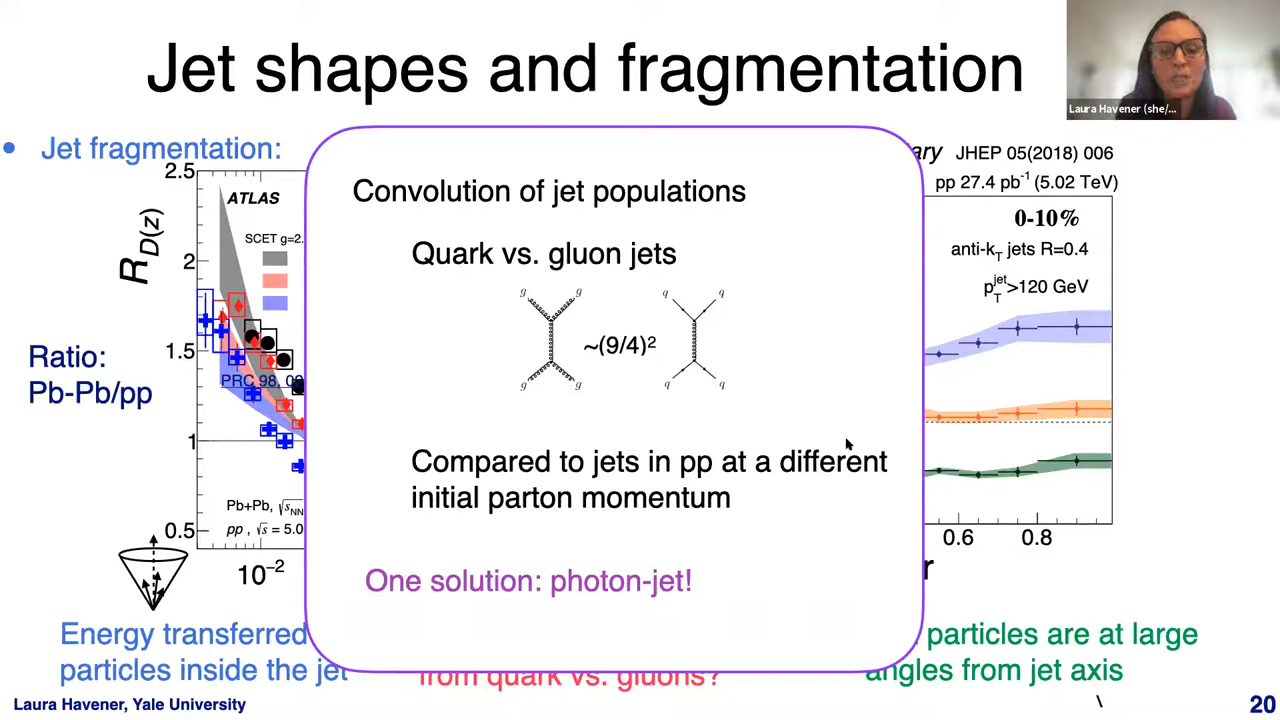 Jet shapes and fragmentation
Laura Havener (she/...
• Jet fragmentation:
JHEP 05(2018) 006
pp 27.4 pb⁻¹ (5.02 TeV)
2.5
2
1.5
1
0.5
R_D(z)
ATLAS
SCET g=2.
PRC 98, 0
Pb+Pb, √s_NN
pp , √s = 5.0
10⁻²
Ratio:
Pb-Pb/pp
Convolution of jet populations
Quark vs. gluon jets
g g q q
~(9/4)²
g g q q
Compared to jets in pp at a different
initial parton momentum
One solution: photon-jet!
0-10%
anti-k_T jets R=0.4
p_T^jet>120 GeV
0.6 0.8
r
Energy transferred
particles inside the jet
from quark vs. gluons?
particles are at large
angles from jet axis
Laura Havener, Yale University
20